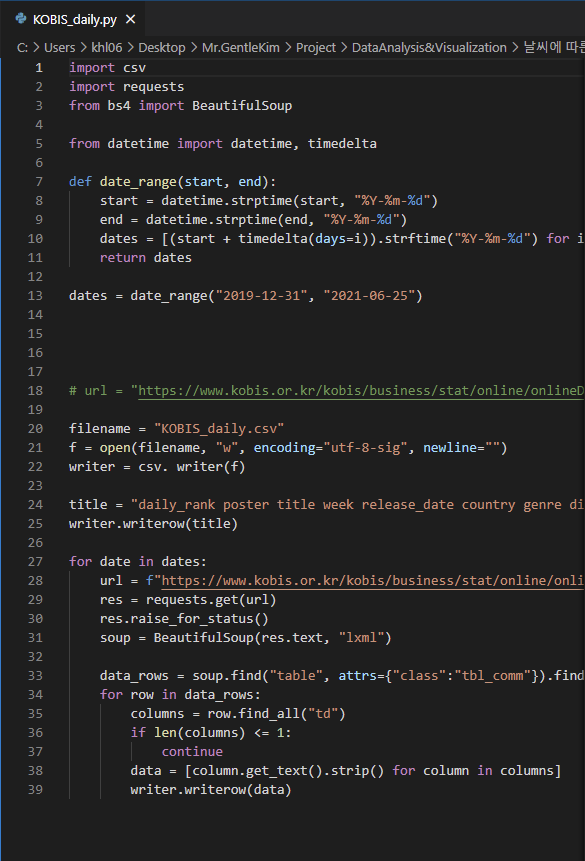 KOBIS_daily.py ×
C: > Users > khl06 > Desktop > Mr.GentleKim > Project > DataAnalysis&Visualization > 날씨에 따른
1 import csv
2 import requests
3 from bs4 import BeautifulSoup
4
5 from datetime import datetime, timedelta
6
7 def date_range(start, end):
8     start = datetime.strptime(start, "%Y-%m-%d")
9     end = datetime.strptime(end, "%Y-%m-%d")
10     dates = [(start + timedelta(days=i)).strftime("%Y-%m-%d") for i
11     return dates
12
13 dates = date_range("2019-12-31", "2021-06-25")
14
15
16
17
18 # url = "https://www.kobis.or.kr/kobis/business/stat/online/onlineD
19
20 filename = "KOBIS_daily.csv"
21 f = open(filename, "w", encoding="utf-8-sig", newline="")
22 writer = csv. writer(f)
23
24 title = "daily_rank poster title week release_date country genre di
25 writer.writerow(title)
26
27 for date in dates:
28     url = f"https://www.kobis.or.kr/kobis/business/stat/online/onli
29     res = requests.get(url)
30     res.raise_for_status()
31     soup = BeautifulSoup(res.text, "lxml")
32
33     data_rows = soup.find("table", attrs={"class":"tbl_comm"}).find
34     for row in data_rows:
35         columns = row.find_all("td")
36         if len(columns) <= 1:
37             continue
38         data = [column.get_text().strip() for column in columns]
39         writer.writerow(data)